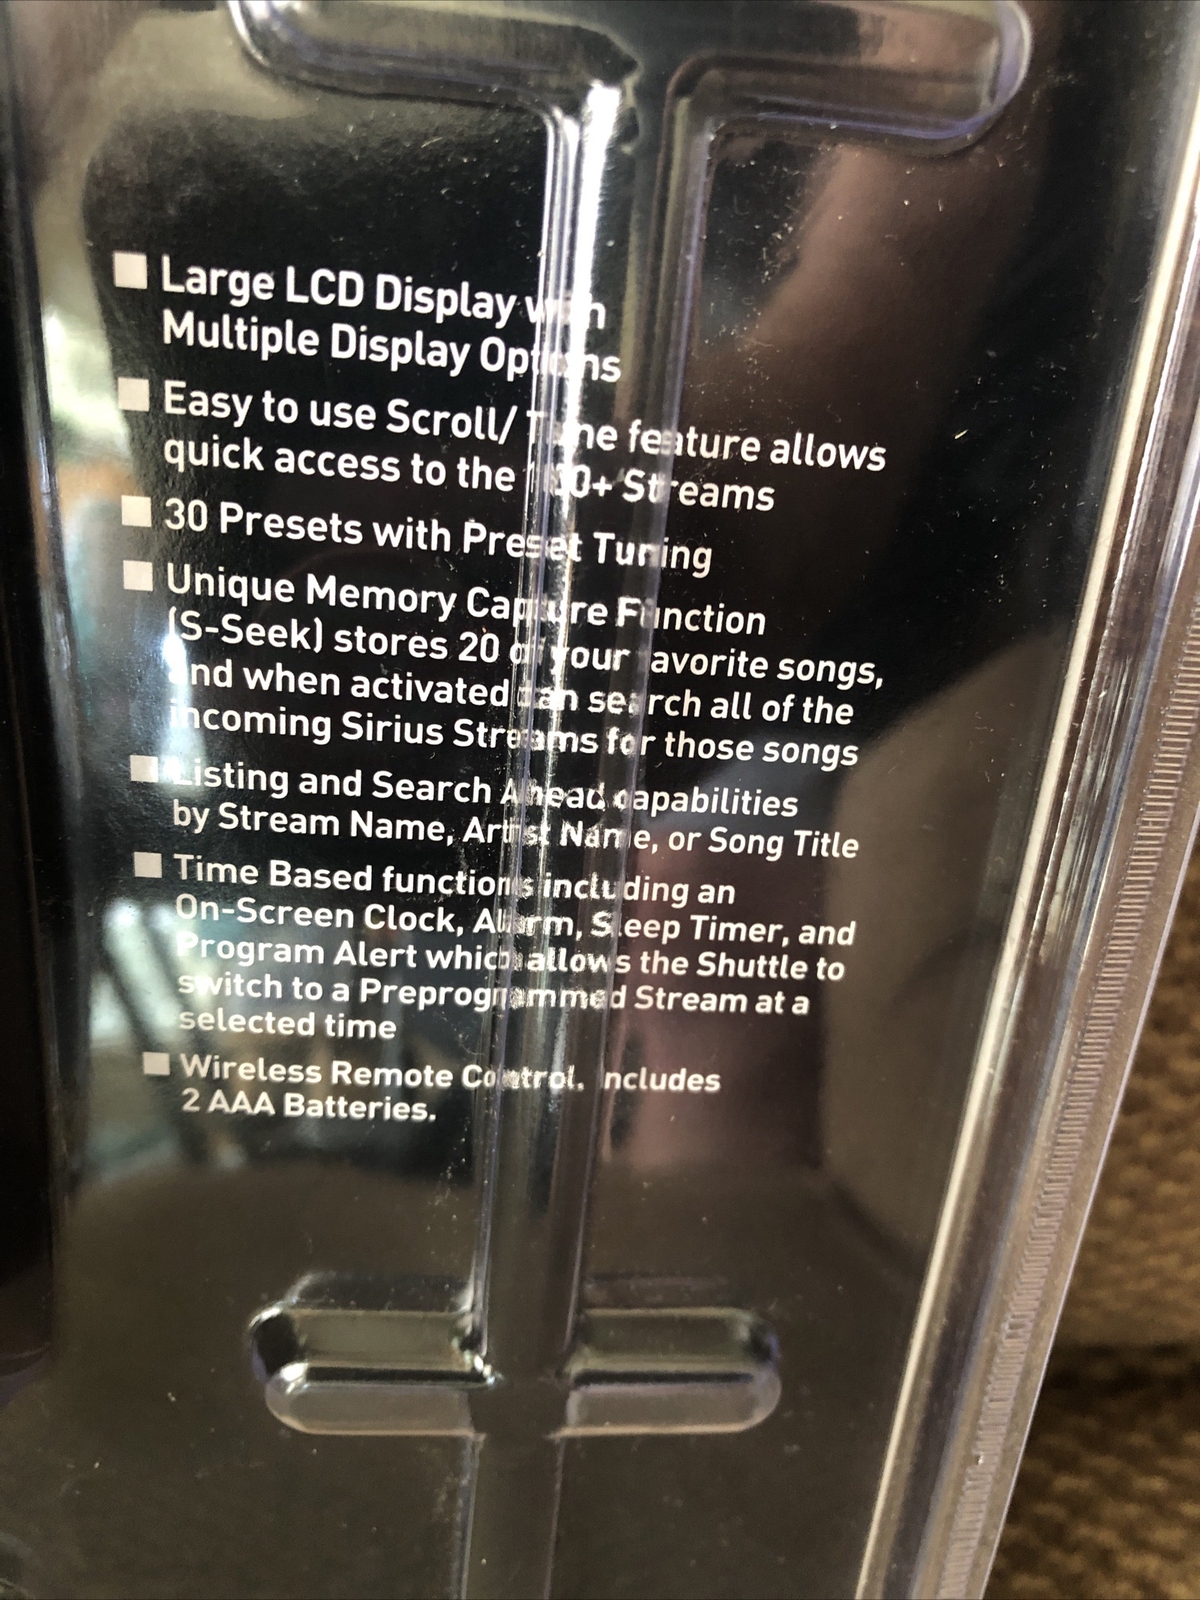 Large LCD Display with
Multiple Display Options
Easy to use Scroll/ Tune feature allows
quick access to the Streams
30 Presets with Preset Tuning
Unique Memory Capture Function
(S-Seek) stores 20 of your favorite songs,
and when activated can search all of the
incoming Sirius Streams for those songs
Listing and Search Ahead capabilities
by Stream Name, Artist Name, or Song Title
Time Based functions including an
On-Screen Clock, Alarm, Sleep Timer, and
Program Alert which allows the Shuttle to
switch to a Preprogrammed Stream at a
selected time
Wireless Remote Control. Includes
2 AAA Batteries.